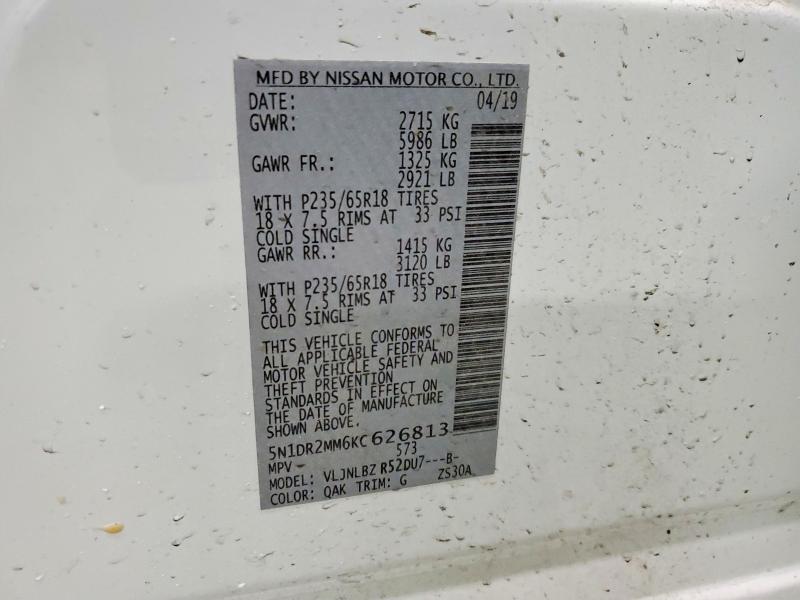 MFD BY NISSAN MOTOR CO., LTD.
DATE: 04/19
GVWR: 2715 KG
5986 LB
GAWR FR.: 1325 KG
2921 LB
WITH P235/65R18 TIRES
18 X 7.5 RIMS AT 33 PSI
COLD SINGLE
GAWR RR.: 1415 KG
3120 LB
WITH P235/65R18 TIRES
18 X 7.5 RIMS AT 33 PSI
COLD SINGLE
THIS VEHICLE CONFORMS TO
ALL APPLICABLE FEDERAL
MOTOR VEHICLE SAFETY AND
THEFT PREVENTION
STANDARDS IN EFFECT ON
THE DATE OF MANUFACTURE
SHOWN ABOVE.
5N1DR2MM6KC626813
MPV 573
MODEL: VLJNLBZ R52DU7---B-
COLOR: QAK TRIM: G ZS30A